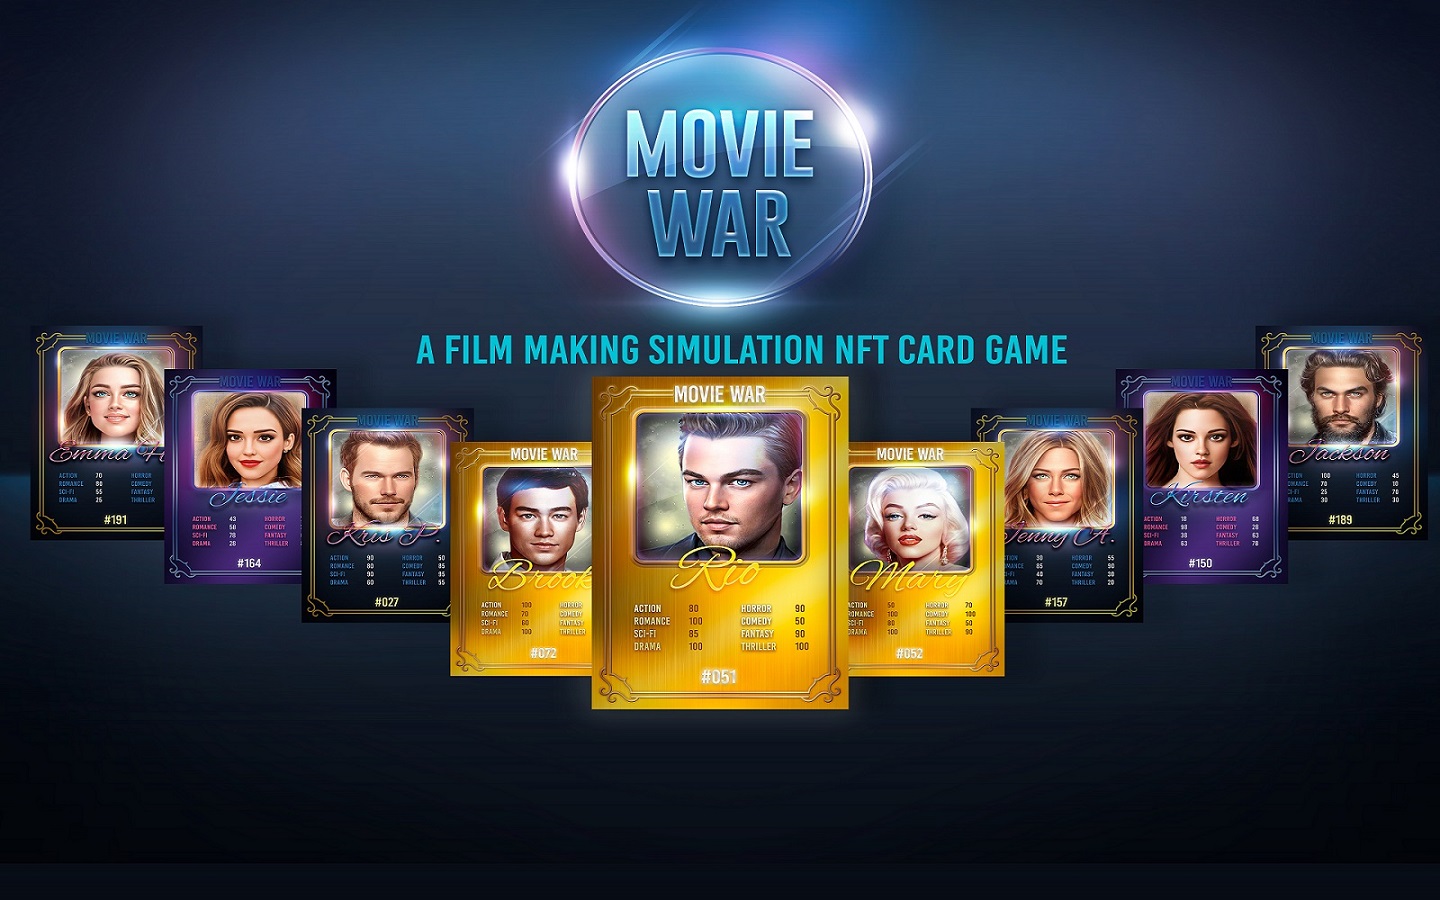 MOVIE
WAR
A FILM MAKING SIMULATION NFT CARD GAME
MOVIE WAR
Emma H
ACTION 70 HORROR
ROMANCE 80 COMEDY
SCI-FI 55 FANTASY
DRAMA 25 THRILLER
#191
MOVIE WAR
Jessie
ACTION 43 HORROR
ROMANCE 50 COMEDY
SCI-FI 78 FANTASY
DRAMA 28 THRILLER
#164
MOVIE WAR
Kris P.
ACTION 90 HORROR 50
ROMANCE 80 COMEDY 85
SCI-FI 90 FANTASY 95
DRAMA 60 THRILLER 55
#027
MOVIE WAR
Brook
ACTION 100 HORROR
ROMANCE 70 COMEDY
SCI-FI 60 FANTASY
DRAMA 100 THRILLER
#072
MOVIE WAR
Rio
ACTION 80 HORROR 90
ROMANCE 100 COMEDY 50
SCI-FI 85 FANTASY 90
DRAMA 100 THRILLER 100
#051
MOVIE WAR
Mary
ACTION 50 HORROR 70
ROMANCE 100 COMEDY 100
SCI-FI 80 FANTASY 50
DRAMA 100 THRILLER 90
#052
MOVIE WAR
Jenny A.
ACTION 30 HORROR 55
ROMANCE 85 COMEDY 90
SCI-FI 40 FANTASY 30
DRAMA 70 THRILLER 20
#157
MOVIE WAR
Kirsten
ACTION 10 HORROR 68
ROMANCE 90 COMEDY 20
SCI-FI 38 FANTASY 63
DRAMA 63 THRILLER 78
#150
MOVIE WAR
Jackson
ACTION 100 HORROR 45
ROMANCE 70 COMEDY 10
SCI-FI 25 FANTASY 70
DRAMA 30 THRILLER 30
#189